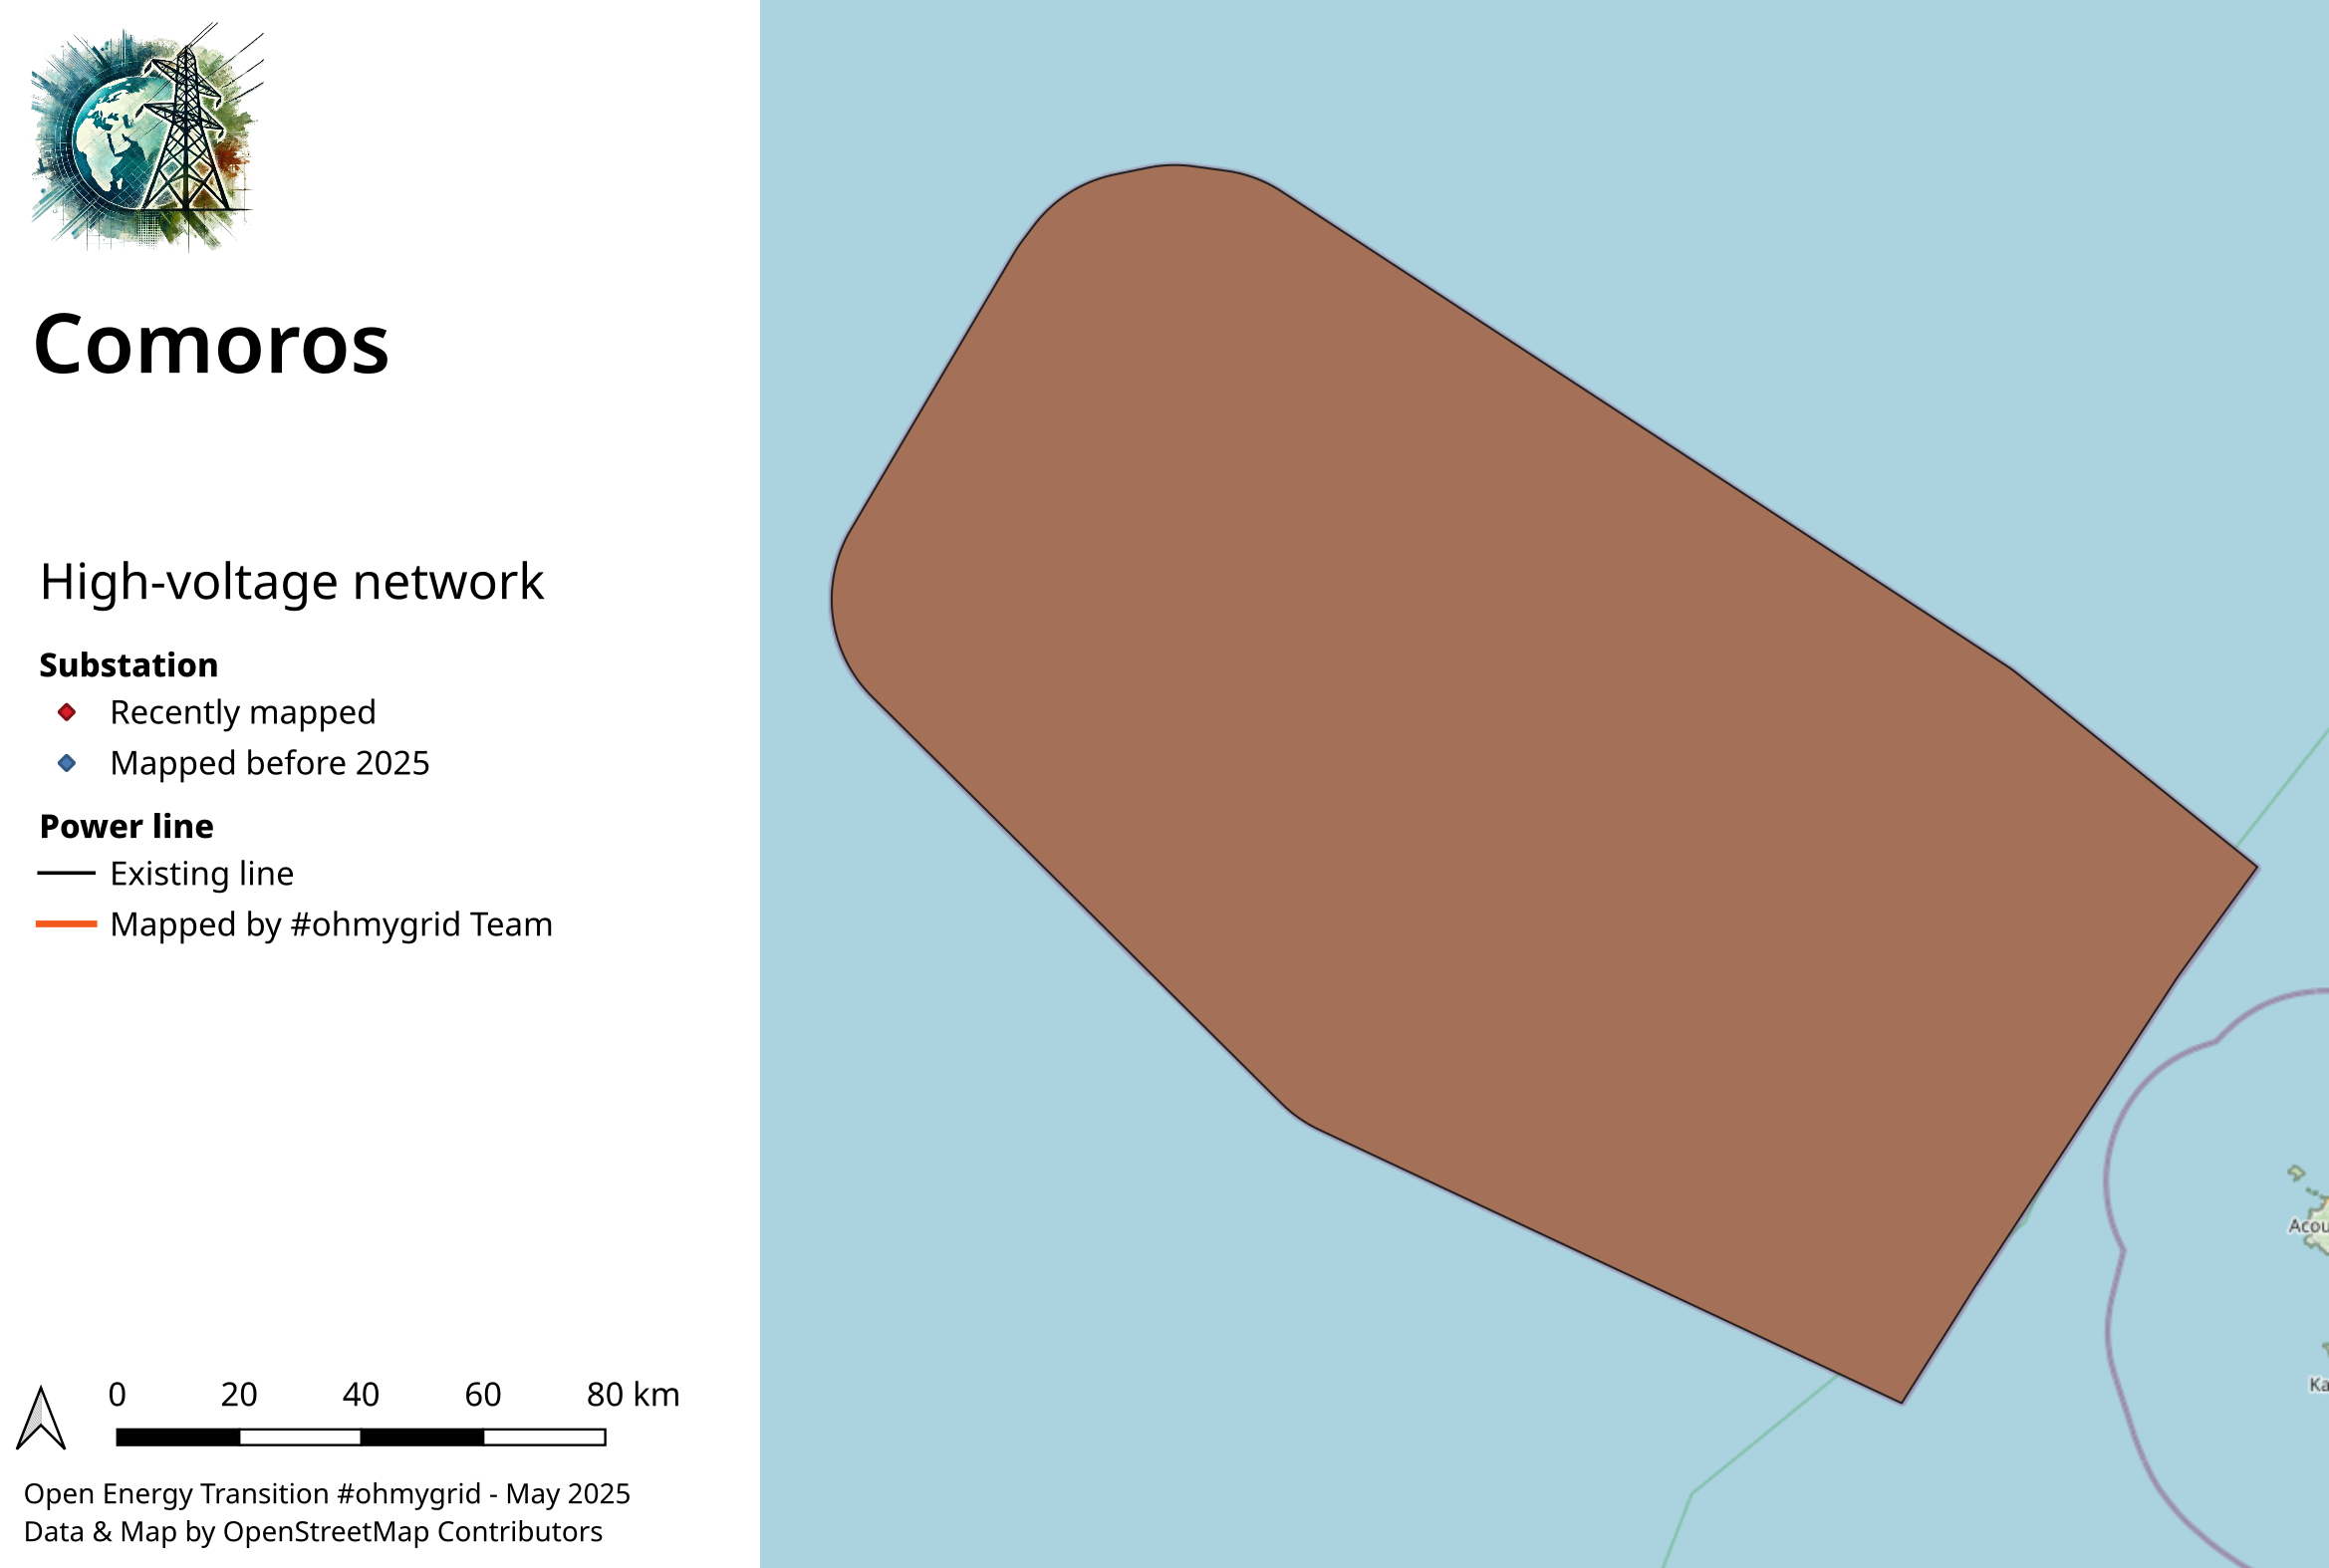 Comoros
High-voltage network
Substation
Recently mapped
Mapped before 2025
Power line
Existing line
Mapped by #ohmygrid Team
0 20 40 60 80 km
Open Energy Transition #ohmygrid - May 2025
Data & Map by OpenStreetMap Contributors
Acou
Ka